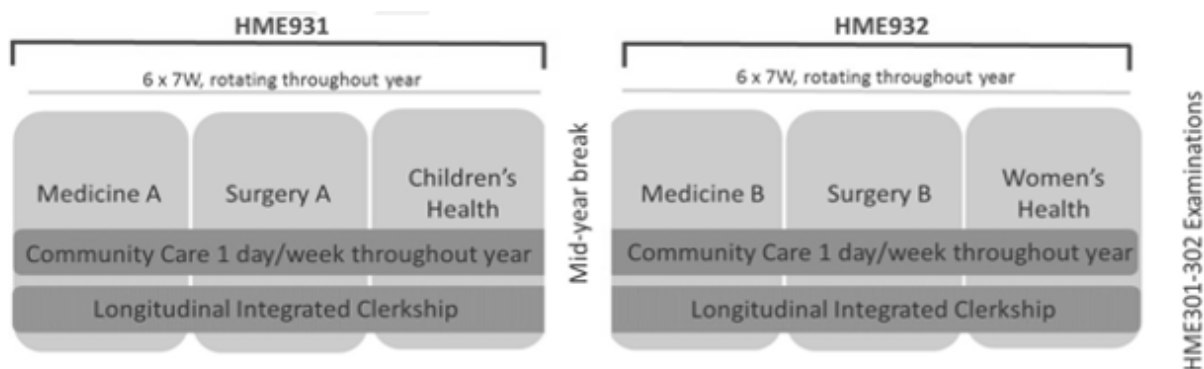 HME931
6 x 7W, rotating throughout year
Medicine A
Surgery A
Children's
Health
Community Care 1 day/week throughout year
Longitudinal Integrated Clerkship
Mid-year break
HME932
6 x 7W, rotating throughout year
Medicine B
Surgery B
Women's
Health
Community Care 1 day/week throughout year
Longitudinal Integrated Clerkship
HME301-302 Examinations